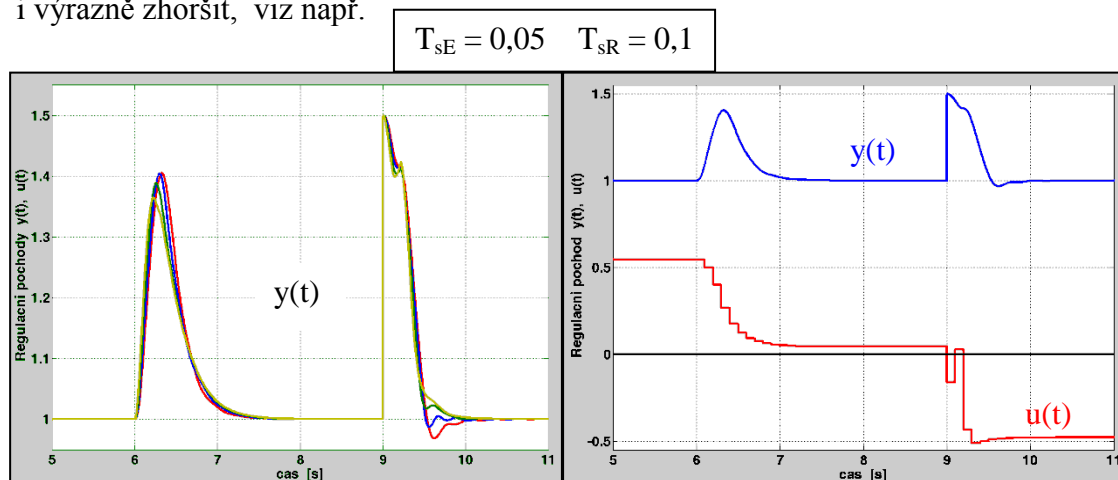 i výrazně zhoršit, viz např.
T_sE = 0,05 T_sR = 0,1
Regulacni pochody y(t), u(t)
1.5
1.4
1.3
1.2
1.1
1
y(t)
5 6 7 8 9 10 11
cas [s]
Regulacni pochod y(t), u(t)
1.5
1
0.5
0
-0.5
y(t)
u(t)
5 6 7 8 9 10 11
cas [s]